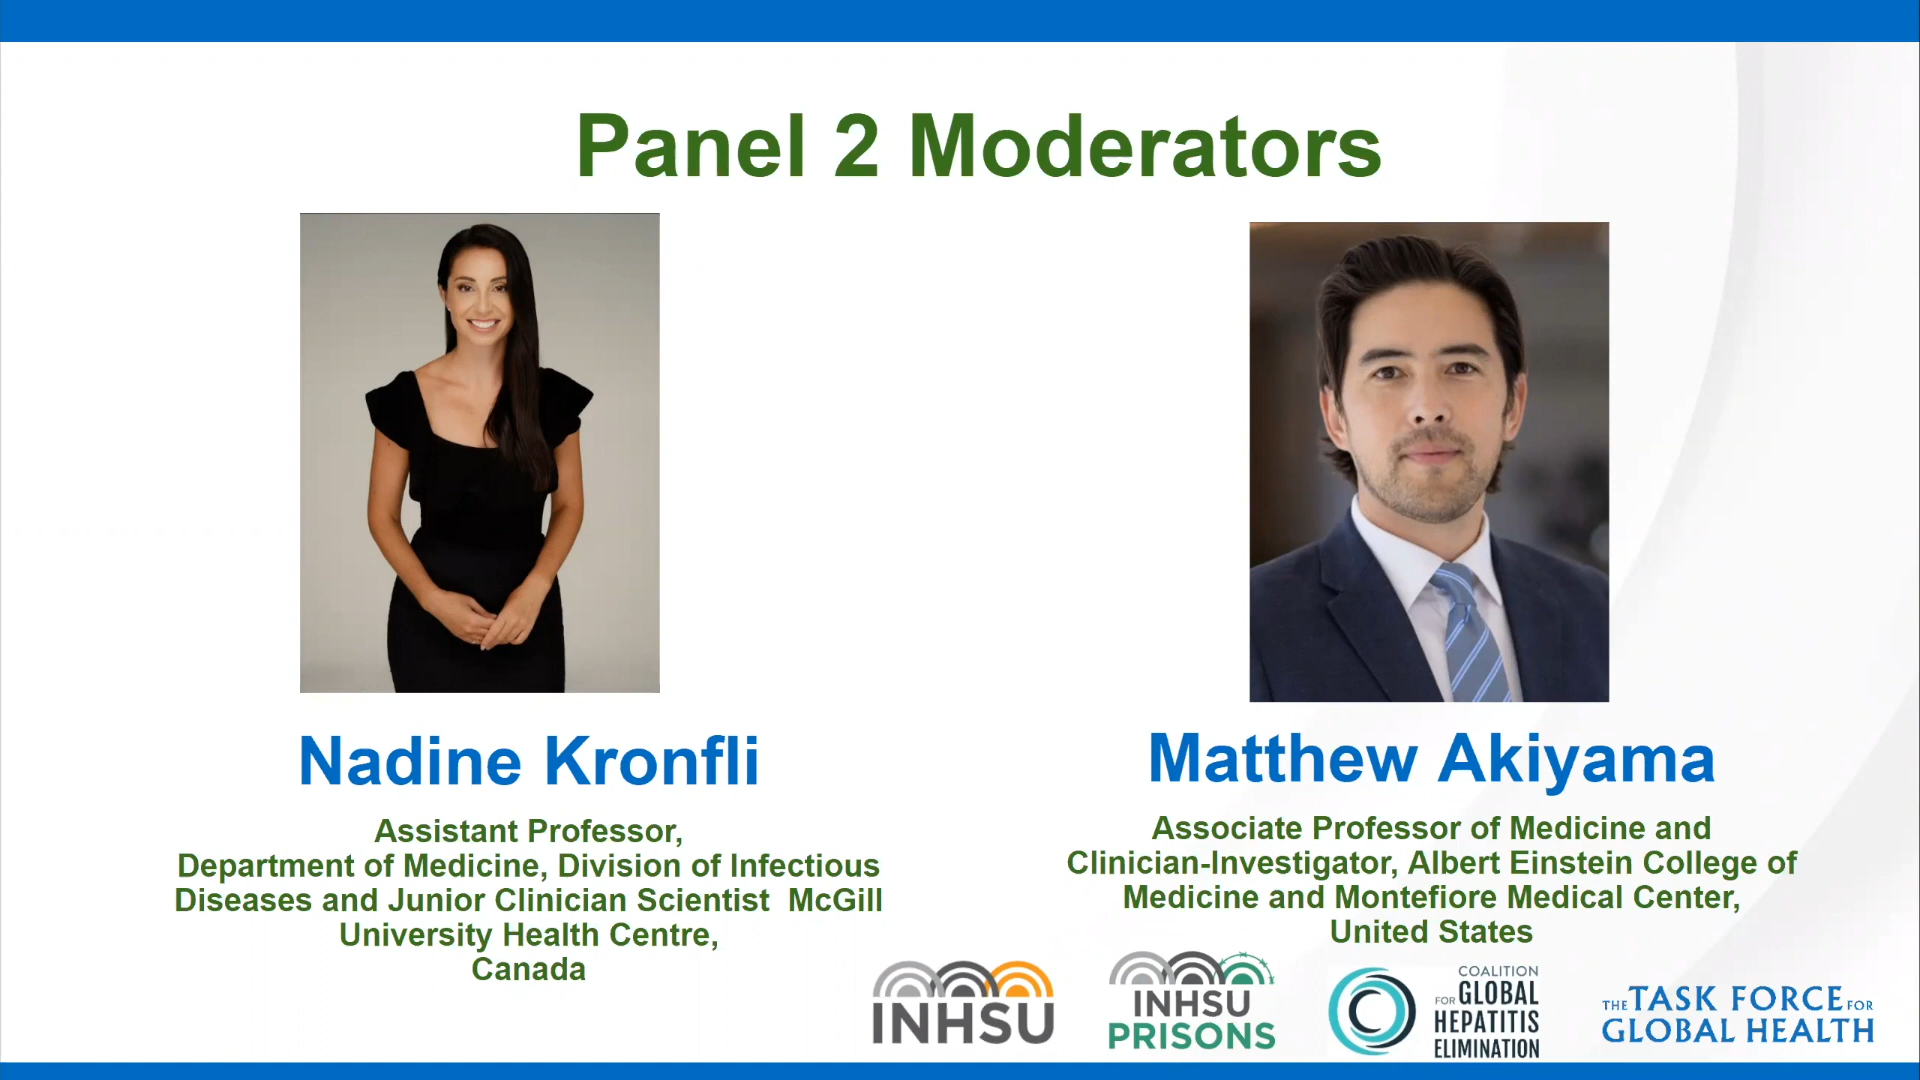 Panel 2 Moderators
Nadine Kronfli
Assistant Professor,
Department of Medicine, Division of Infectious
Diseases and Junior Clinician Scientist  McGill
University Health Centre,
Canada
Matthew Akiyama
Associate Professor of Medicine and
Clinician-Investigator, Albert Einstein College of
Medicine and Montefiore Medical Center,
United States
INHSU
INHSU
PRISONS
COALITION
FOR GLOBAL
HEPATITIS
ELIMINATION
THE TASK FORCE FOR
GLOBAL HEALTH